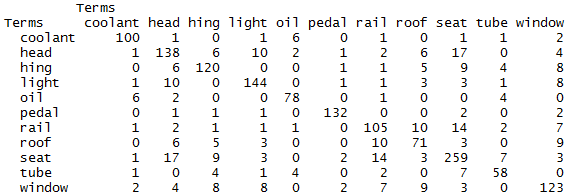 Terms
Terms coolant head hing light oil pedal rail roof seat tube window
coolant 100 1 0 1 6 0 1 0 1 1 2
head 1 138 6 10 2 1 2 6 17 0 4
hing 0 6 120 0 0 1 1 5 9 4 8
light 1 10 0 144 0 1 1 3 3 1 8
oil 6 2 0 0 78 0 1 0 0 4 0
pedal 0 1 1 1 0 132 0 0 2 0 2
rail 1 2 1 1 1 0 105 10 14 2 7
roof 0 6 5 3 0 0 10 71 3 0 9
seat 1 17 9 3 0 2 14 3 259 7 3
tube 1 0 4 1 4 0 2 0 7 58 0
window 2 4 8 8 0 2 7 9 3 0 123